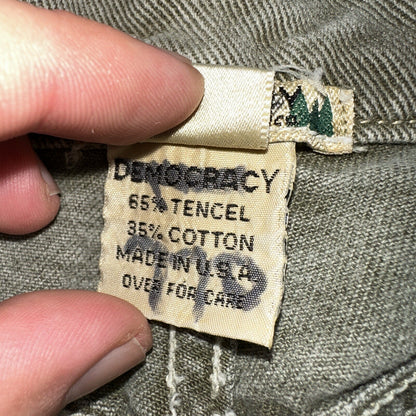 DEMOCRACY
65% TENCEL
35% COTTON
MADE IN U.S.A
OVER FOR CARE